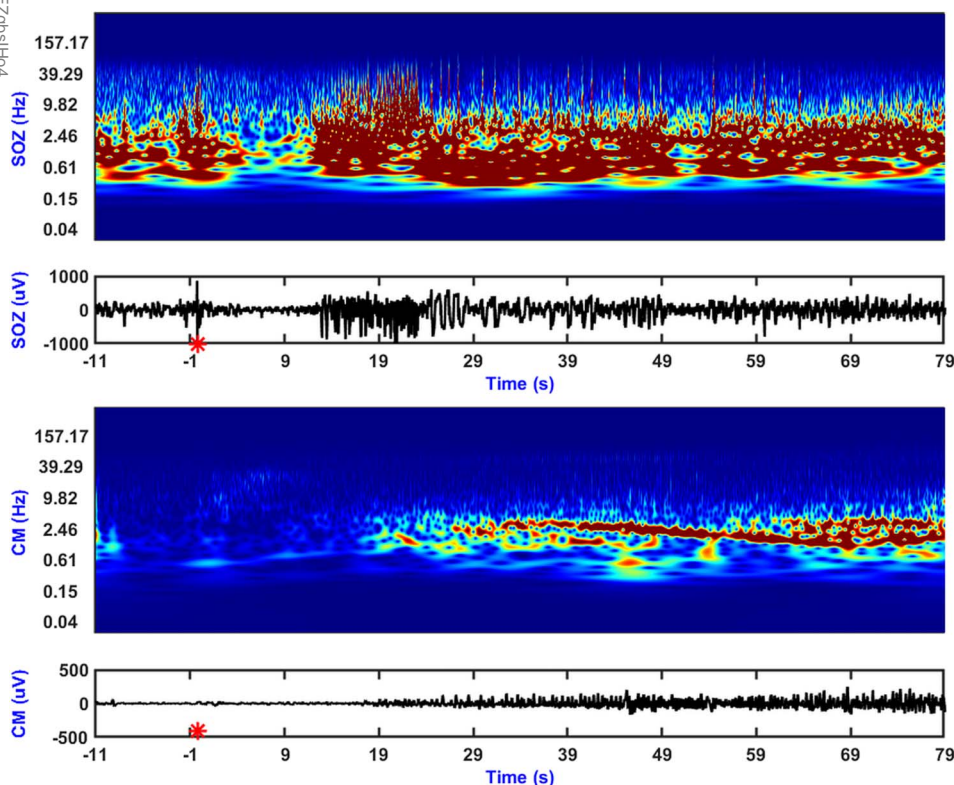 157.17
39.29
9.82
2.46
0.61
0.15
0.04
SOZ (Hz)
1000
0
-1000
SOZ (uV)
-11 -1 9 19 29 39 49 59 69 79
Time (s)
157.17
39.29
9.82
2.46
0.61
0.15
0.04
CM (Hz)
500
0
-500
CM (uV)
-11 -1 9 19 29 39 49 59 69 79
Time (s)